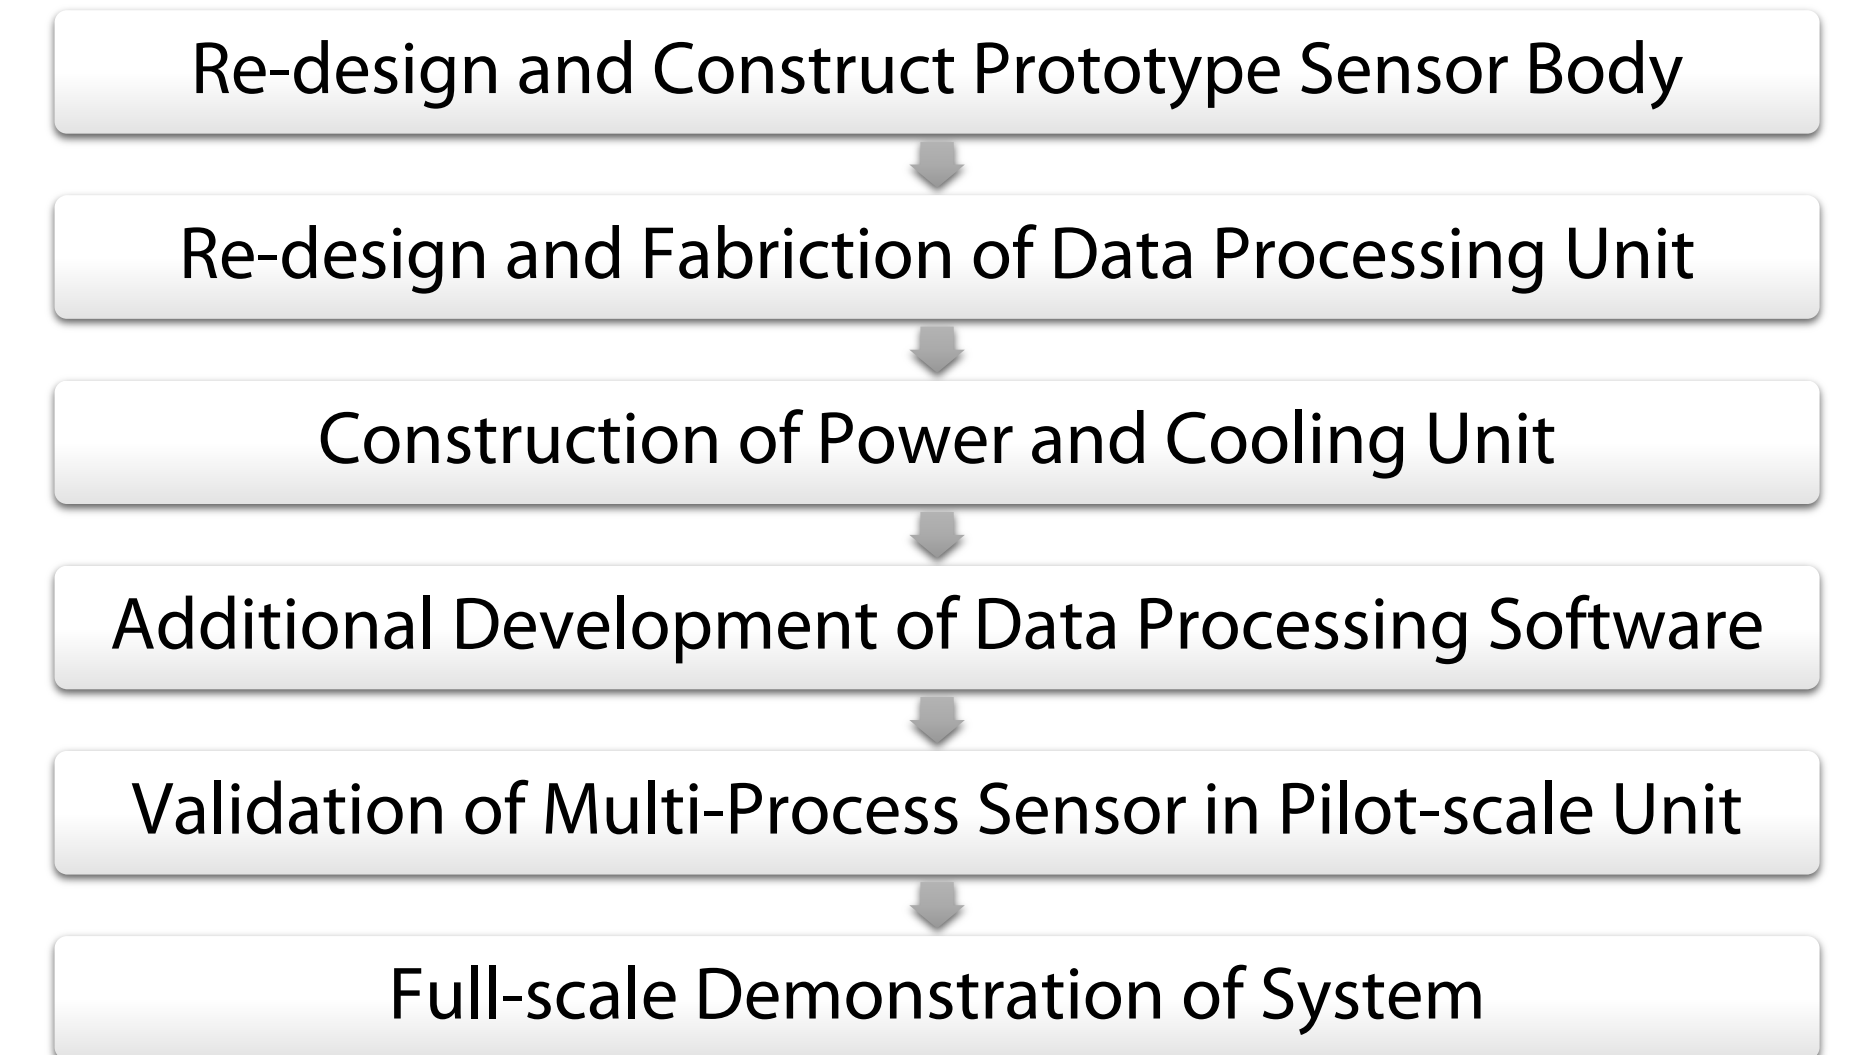 Re-design and Construct Prototype Sensor Body
Re-design and Fabriction of Data Processing Unit
Construction of Power and Cooling Unit
Additional Development of Data Processing Software
Validation of Multi-Process Sensor in Pilot-scale Unit
Full-scale Demonstration of System